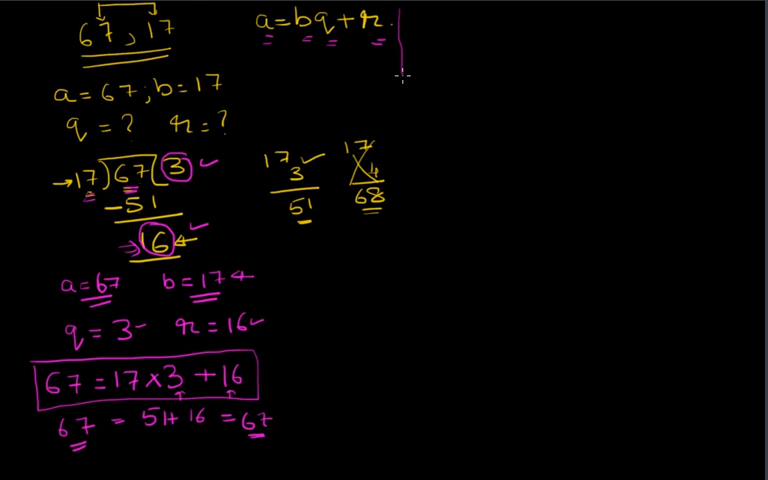 67, 17
a = bq + r.
a = 67; b = 17
q = ? r = ?
17)67(3
-51
16
17
3
51
17
4
68
a = 67 b = 17
q = 3 r = 16
67 = 17 × 3 + 16
67 = 51 + 16 = 67